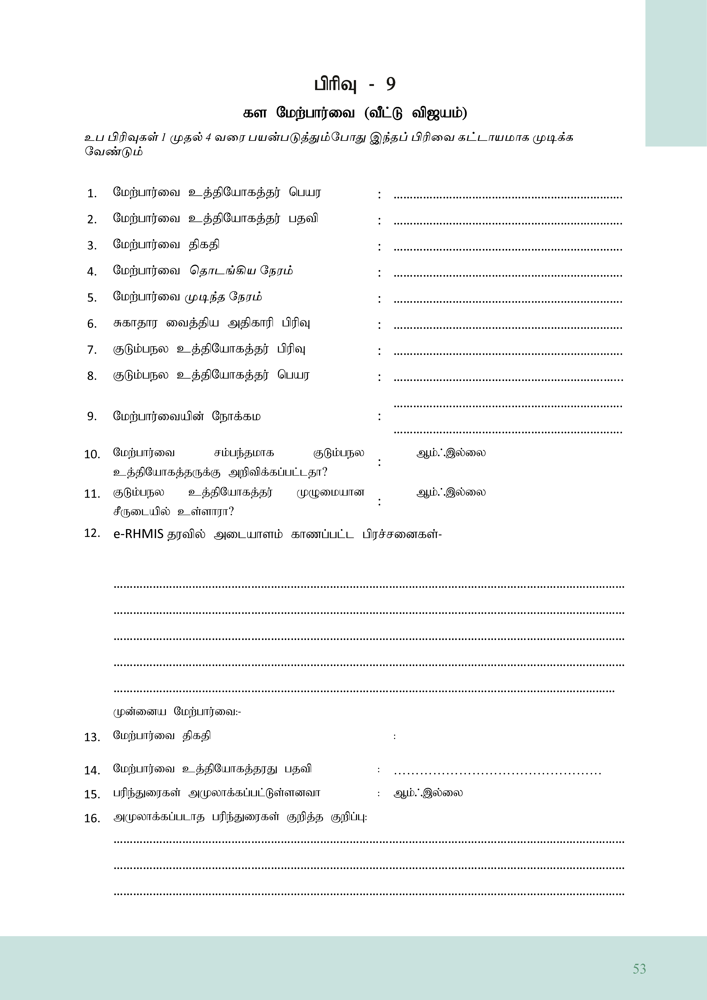 பிரிவு - 9
கள மேற்பார்வை (வீட்டு விஜயம்)
உப பிரிவுகள் 1 முதல் 4 வரை பயன்படுத்தும்போது இந்தப் பிரிவை கட்டாயமாக முடிக்க
வேண்டும்
1. மேற்பார்வை உத்தியோகத்தர் பெயர : ......................................................................
2. மேற்பார்வை உத்தியோகத்தர் பதவி : ......................................................................
3. மேற்பார்வை திகதி : ......................................................................
4. மேற்பார்வை தொடங்கிய நேரம் : ......................................................................
5. மேற்பார்வை முடிந்த நேரம் : ......................................................................
6. சுகாதார வைத்திய அதிகாரி பிரிவு : ......................................................................
7. குடும்பநல உத்தியோகத்தர் பிரிவு : ......................................................................
8. குடும்பநல உத்தியோகத்தர் பெயர : ......................................................................
......................................................................
9. மேற்பார்வையின் நோக்கம :
......................................................................
10. மேற்பார்வை சம்பந்தமாக குடும்பநல : ஆம்ஃஇல்லை
உத்தியோகத்தருக்கு அறிவிக்கப்பட்டதா?
11. குடும்பநல உத்தியோகத்தர் முழுமையான : ஆம்ஃஇல்லை
சீருடையில் உள்ளாரா?
12. e-RHMIS தரவில் அடையாளம் காணப்பட்ட பிரச்சனைகள்-
......................................................................
......................................................................
......................................................................
......................................................................
......................................................................
முன்னைய மேற்பார்வை:-
13. மேற்பார்வை திகதி :
14. மேற்பார்வை உத்தியோகத்தரது பதவி : ................................................
15. பரிந்துரைகள் அமுலாக்கப்பட்டுள்ளனவா : ஆம்ஃஇல்லை
16. அமுலாக்கப்படாத பரிந்துரைகள் குறித்த குறிப்பு:
......................................................................
......................................................................
......................................................................
53